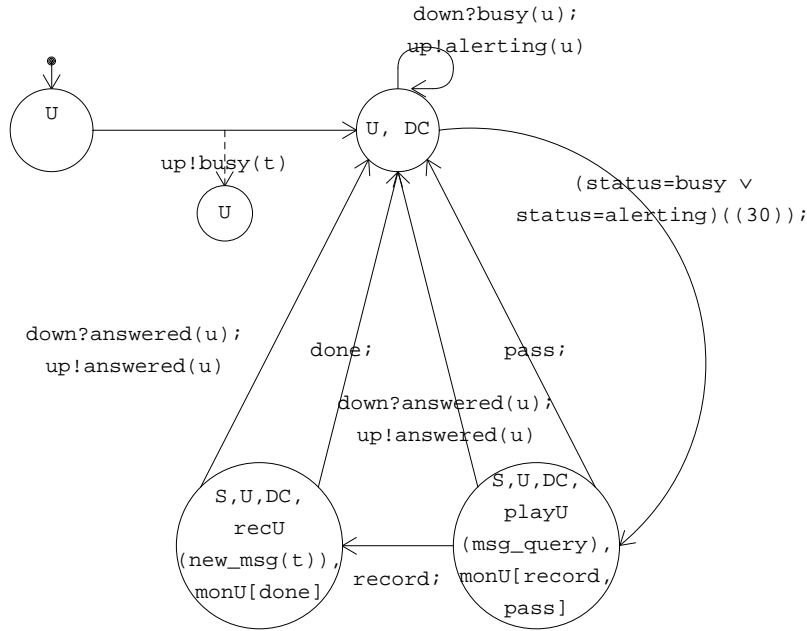 down?busy(u);
up!alerting(u)
U
U, DC
up!busy(t)
U
(status=busy ∨
status=alerting)((30));
down?answered(u);
up!answered(u)
done;
pass;
down?answered(u);
up!answered(u)
S,U,DC,
recU
(new_msg(t)),
monU[done]
record;
S,U,DC,
playU
(msg_query),
monU[record,
pass]